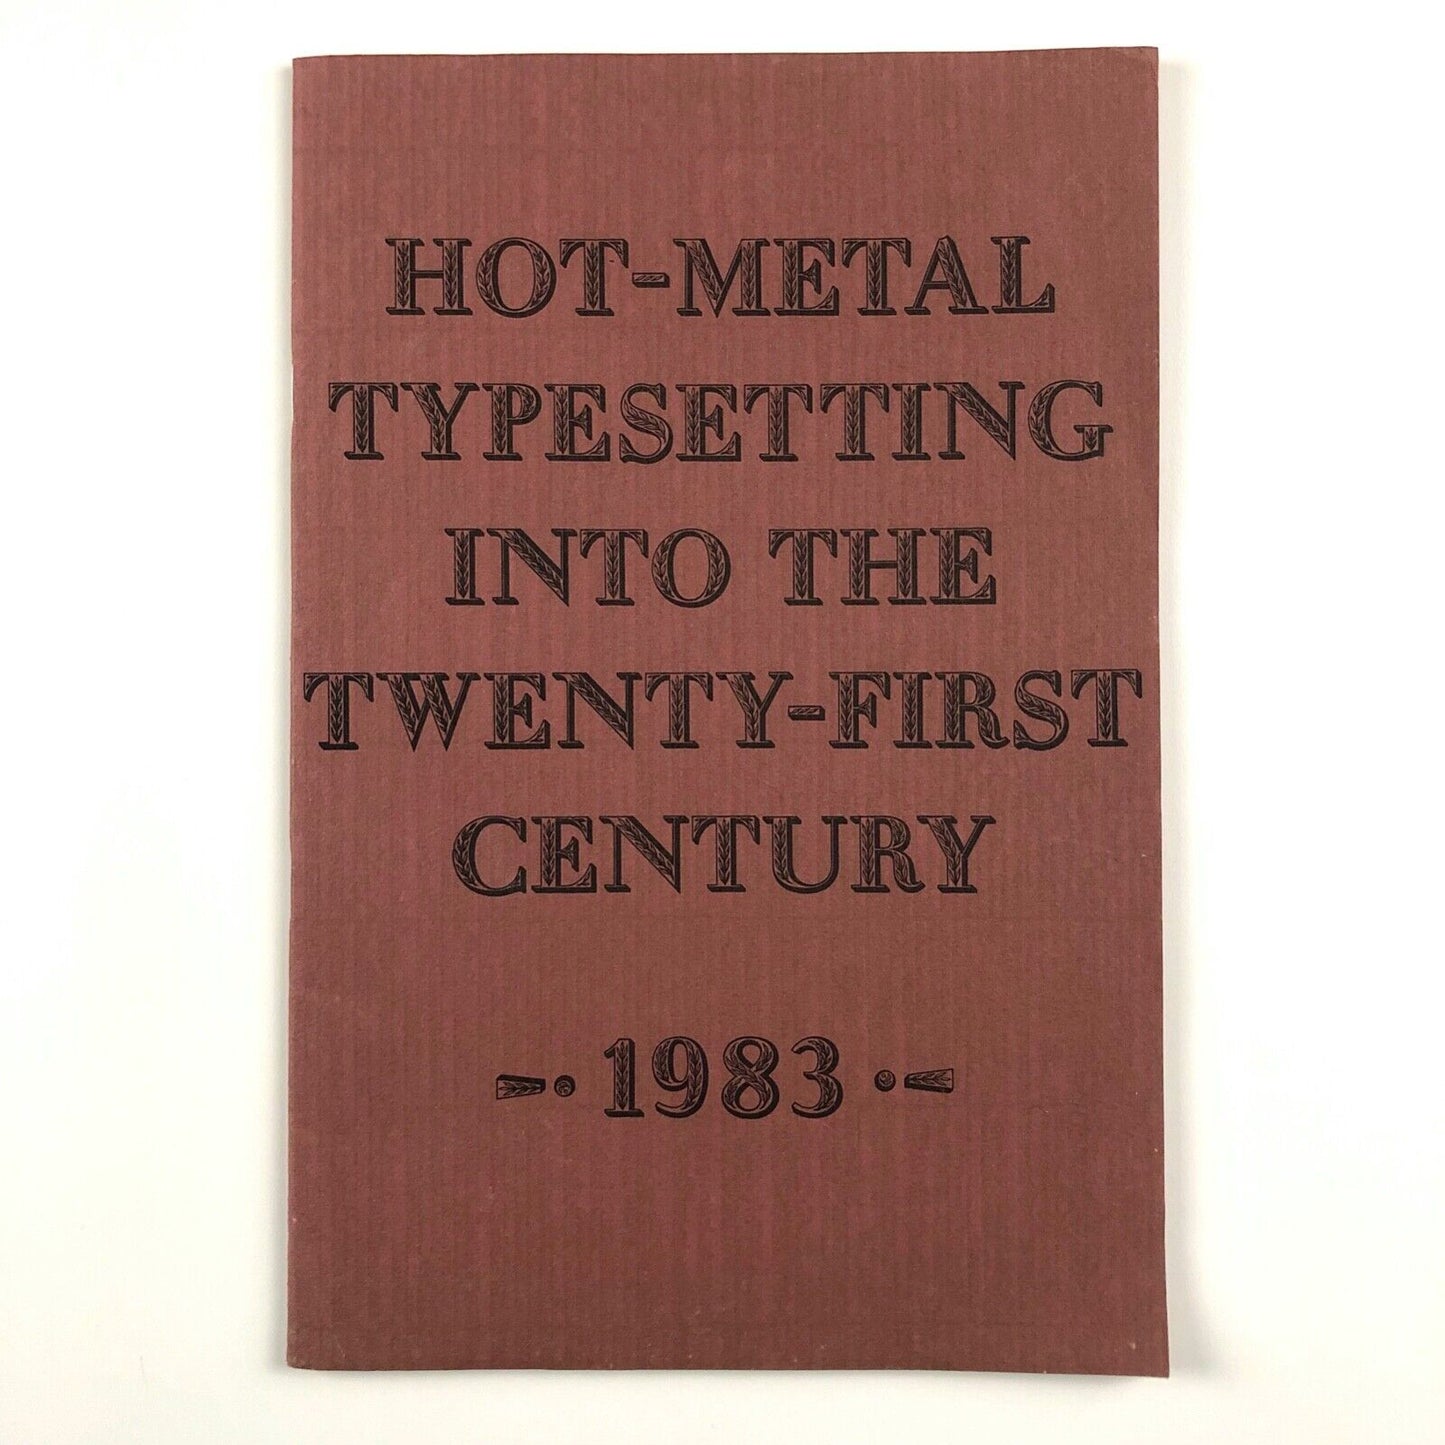 HOT-METAL
TYPESETTING
INTO THE
TWENTY-FIRST
CENTURY
1983